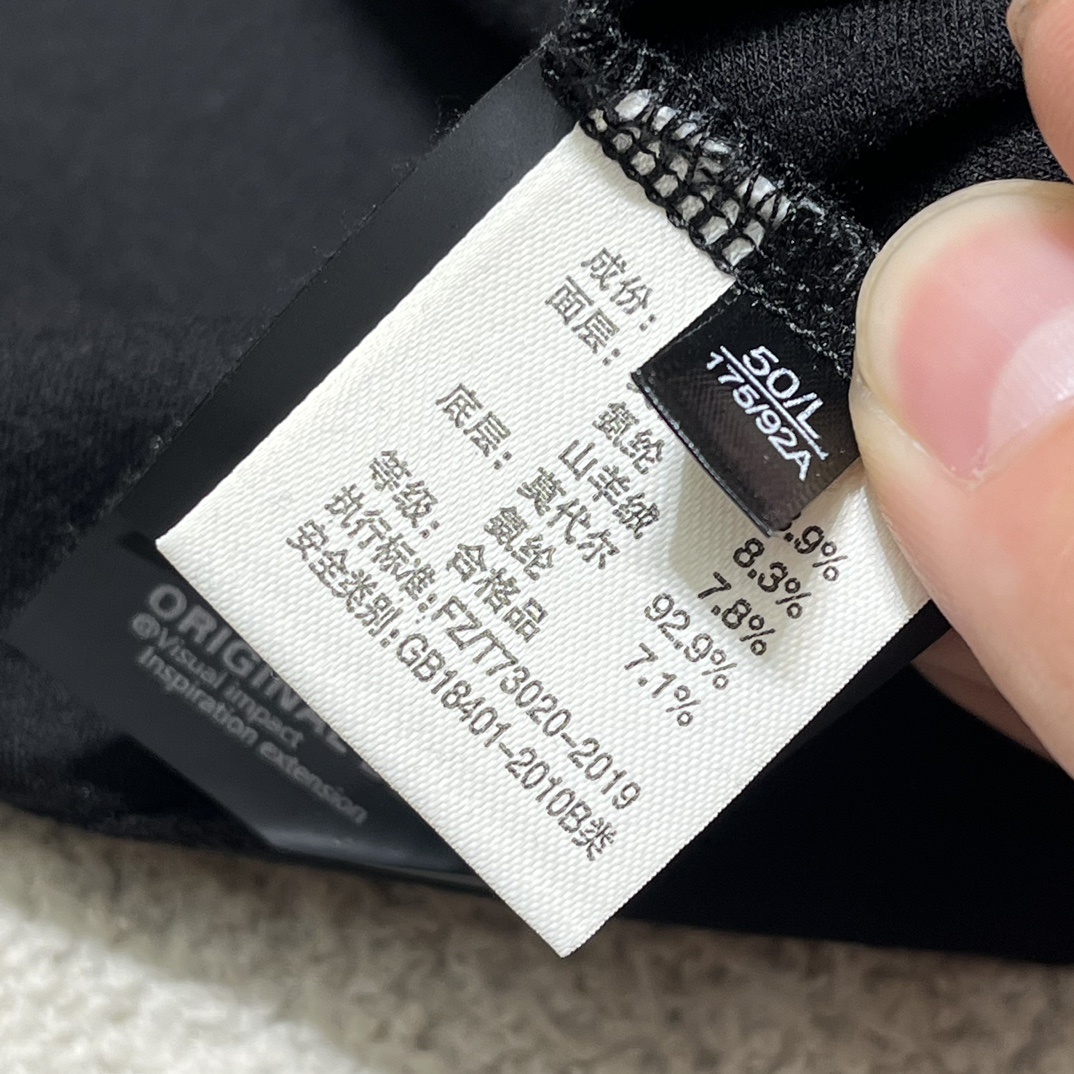 成份：
面层：
氨纶 8.3%
山羊绒 7.8%
底层：莫代尔 92.9%
氨纶 7.1%
等级：合格品
执行标准：FZ/T73020-2019
安全类别：GB18401-2010B类
50/L
175/92A
ORIGINAL
@Visual impact
Inspiration extension